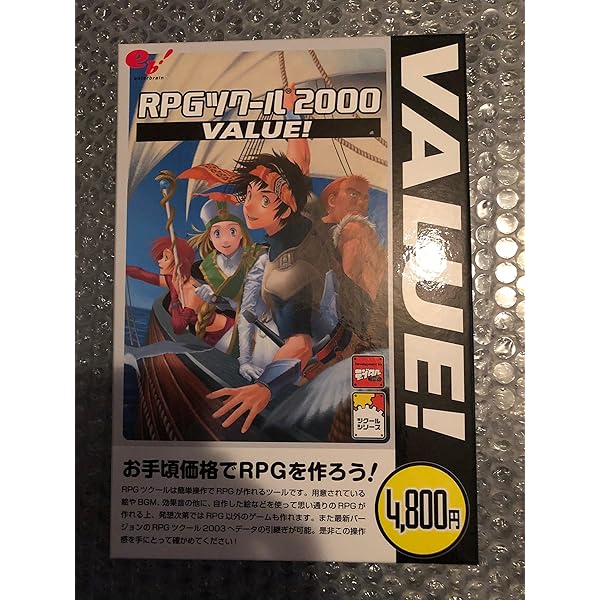 eb!
enterbrain
RPGツクール®2000
VALUE!
VALUE!
デジタル
ツクール
シリーズ
お手頃価格でRPGを作ろう!
RPGツクールは簡単操作でRPGが作れるツールです。用意されている
絵やBGM、効果音の他に、自作した絵などを使って思い通りのRPGが
作れる上、発想次第ではRPG以外のゲームも作れます。また最新バー
ジョンのRPGツクール2003へデータの引継ぎが可能。是非この操作
感を手にとって確かめてください!
4,800円